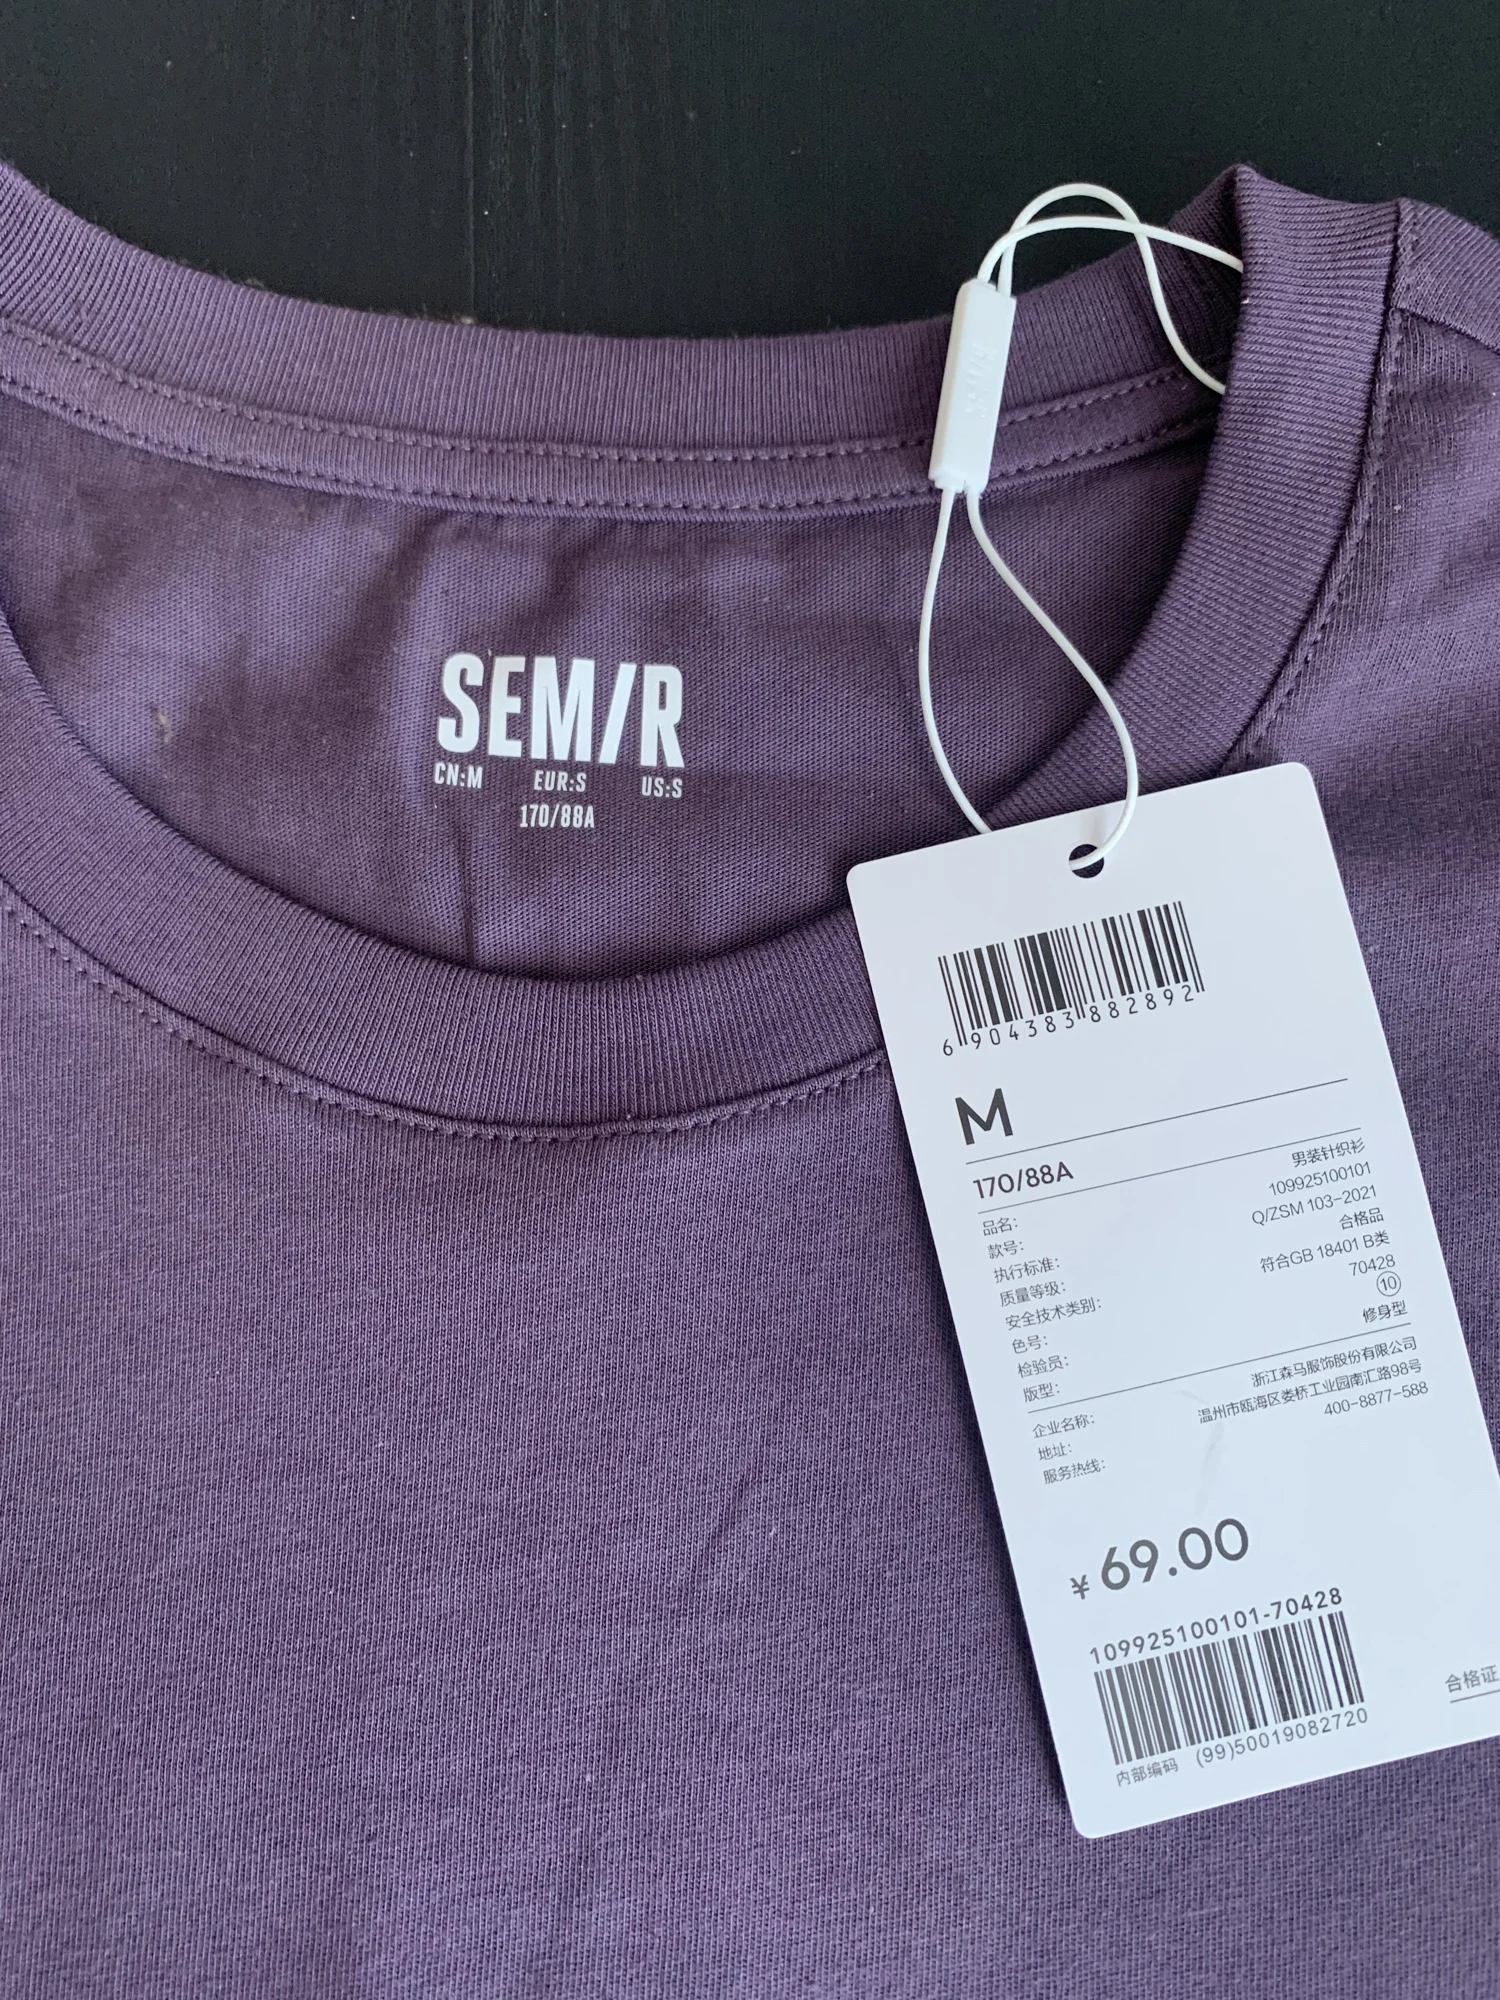 SEM/R
CN:M EUR:S US:S
170/88A
6 904383 882892
M
170/88A
品名: 男装针织衫
款号: 109925100101
执行标准: Q/ZSM 103-2021
质量等级: 合格品
安全技术类别: 符合GB 18401 B类
色号: 70428
检验员: ⑩
版型: 修身型
企业名称: 浙江森马服饰股份有限公司
地址: 温州市瓯海区娄桥工业园南汇路98号
服务热线: 400-8877-588
¥ 69.00
109925100101-70428
内部编码 (99)50019082720
合格证